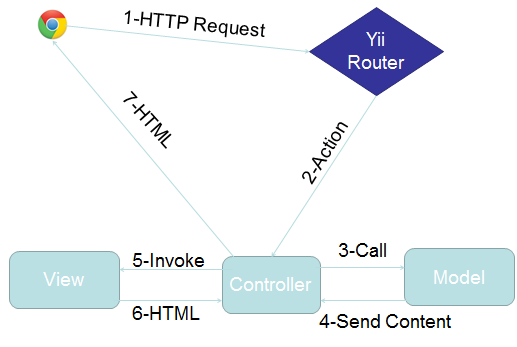 1-HTTP Request
Yii
Router
7-HTML
2-Action
5-Invoke
3-Call
View
Controller
Model
6-HTML
4-Send Content